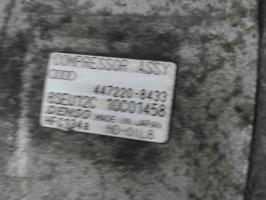 COMPRESSOR ASSY
447220-8433
6SEU12C 10C01458
DENSO MADE IN JAPAN
HFC134a ND-OIL8